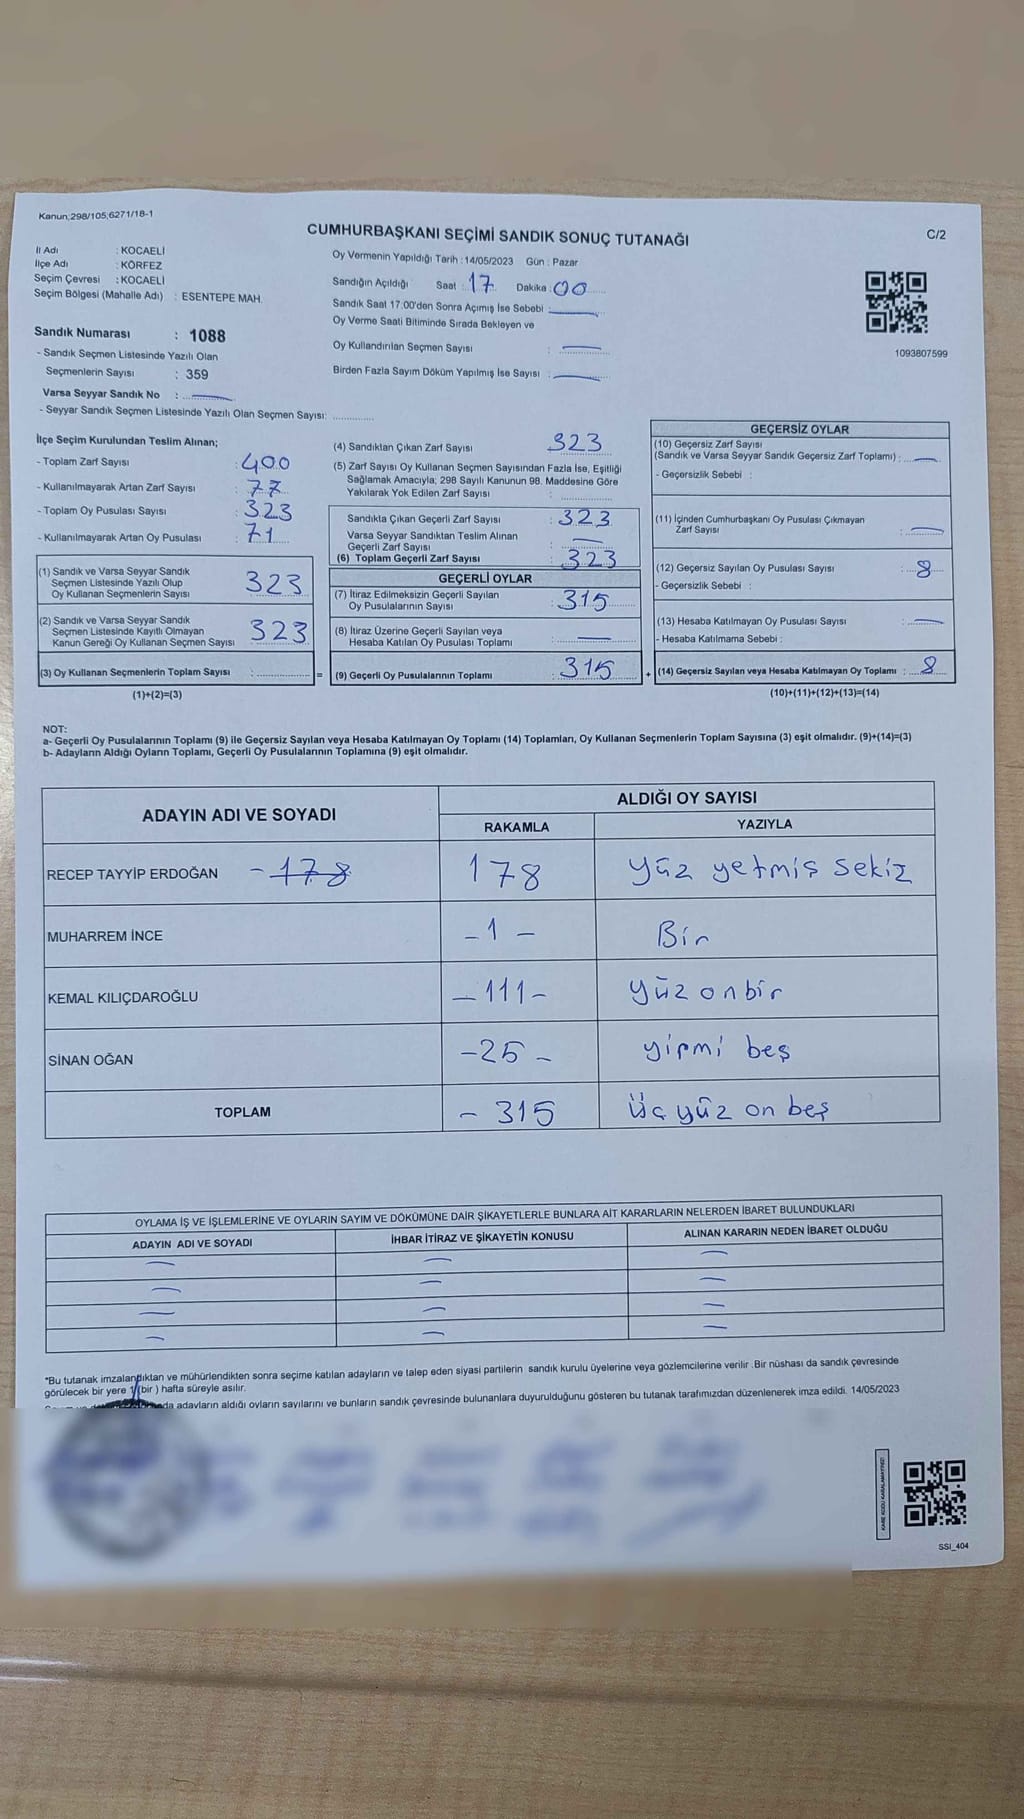 Kanun;298/105;6271/18-1
CUMHURBAŞKANI SEÇİMİ SANDIK SONUÇ TUTANAĞI
C/2
İl Adı : KOCAELİ
İlçe Adı : KÖRFEZ
Seçim Çevresi : KOCAELİ
Seçim Bölgesi (Mahalle Adı) : ESENTEPE MAH.
Sandık Numarası : 1088
- Sandık Seçmen Listesinde Yazılı Olan
Seçmenlerin Sayısı : 359
Varsa Seyyar Sandık No :
- Seyyar Sandık Seçmen Listesinde Yazılı Olan Seçmen Sayısı:
Oy Vermenin Yapıldığı Tarih : 14/05/2023 Gün : Pazar
Sandığın Açıldığı Saat : 17 Dakika : 00
Sandık Saat 17:00'den Sonra Açımış İse Sebebi :
Oy Verme Saati Bitiminde Sırada Bekleyen ve
Oy Kullandırılan Seçmen Sayısı :
Birden Fazla Sayım Döküm Yapılmış İse Sayısı :
1093807599
İlçe Seçim Kurulundan Teslim Alınan;
- Toplam Zarf Sayısı : 400
- Kullanılmayarak Artan Zarf Sayısı : 77
- Toplam Oy Pusulası Sayısı : 323
- Kullanılmayarak Artan Oy Pusulası : 71
(1) Sandık ve Varsa Seyyar Sandık
Seçmen Listesinde Yazılı Olup
Oy Kullanan Seçmenlerin Sayısı 323
(2) Sandık ve Varsa Seyyar Sandık
Seçmen Listesinde Kayıtlı Olmayan
Kanun Gereği Oy Kullanan Seçmen Sayısı 323
(3) Oy Kullanan Seçmenlerin Toplam Sayısı : =
(1)+(2)=(3)
(4) Sandıktan Çıkan Zarf Sayısı : 323
(5) Zarf Sayısı Oy Kullanan Seçmen Sayısından Fazla İse, Eşitliği
Sağlamak Amacıyla; 298 Sayılı Kanunun 98. Maddesine Göre
Yakılarak Yok Edilen Zarf Sayısı :
Sandıkta Çıkan Geçerli Zarf Sayısı : 323
Varsa Seyyar Sandıktan Teslim Alınan
Geçerli Zarf Sayısı :
(6) Toplam Geçerli Zarf Sayısı : 323
GEÇERLİ OYLAR
(7) İtiraz Edilmeksizin Geçerli Sayılan
Oy Pusulalarının Sayısı : 315
(8) İtiraz Üzerine Geçerli Sayılan veya
Hesaba Katılan Oy Pusulası Toplamı :
(9) Geçerli Oy Pusulalarının Toplamı : 315 +
GEÇERSİZ OYLAR
(10) Geçersiz Zarf Sayısı
(Sandık ve Varsa Seyyar Sandık Geçersiz Zarf Toplamı) :
- Geçersizlik Sebebi :
(11) İçinden Cumhurbaşkanı Oy Pusulası Çıkmayan
Zarf Sayısı :
(12) Geçersiz Sayılan Oy Pusulası Sayısı : 8
- Geçersizlik Sebebi :
(13) Hesaba Katılmayan Oy Pusulası Sayısı :
- Hesaba Katılmama Sebebi :
(14) Geçersiz Sayılan veya Hesaba Katılmayan Oy Toplamı : 8
(10)+(11)+(12)+(13)=(14)
NOT:
a- Geçerli Oy Pusulalarının Toplamı (9) ile Geçersiz Sayılan veya Hesaba Katılmayan Oy Toplamı (14) Toplamları, Oy Kullanan Seçmenlerin Toplam Sayısına (3) eşit olmalıdır. (9)+(14)=(3)
b- Adayların Aldığı Oyların Toplamı, Geçerli Oy Pusulalarının Toplamına (9) eşit olmalıdır.
ADAYIN ADI VE SOYADI
ALDIĞI OY SAYISI
RAKAMLA YAZIYLA
RECEP TAYYİP ERDOĞAN - 178 178 yüz yetmiş sekiz
MUHARREM İNCE - 1 - Bir
KEMAL KILIÇDAROĞLU - 111 - yüz onbir
SİNAN OĞAN - 25 - yirmi beş
TOPLAM - 315 Üç yüz on beş
OYLAMA İŞ VE İŞLEMLERİNE VE OYLARIN SAYIM VE DÖKÜMÜNE DAİR ŞİKAYETLERLE BUNLARA AİT KARARLARIN NELERDEN İBARET BULUNDUKLARI
ADAYIN ADI VE SOYADI İHBAR İTİRAZ VE ŞİKAYETİN KONUSU ALINAN KARARIN NEDEN İBARET OLDUĞU
*Bu tutanak imzalandıktan ve mühürlendikten sonra seçime katılan adayların ve talep eden siyasi partilerin sandık kurulu üyelerine veya gözlemcilerine verilir .Bir nüshası da sandık çevresinde
görülecek bir yere 1 (bir ) hafta süreyle asılır.
adayların aldığı oyların sayılarını ve bunların sandık çevresinde bulunanlara duyurulduğunu gösteren bu tutanak tarafımızdan düzenlenerek imza edildi. 14/05/2023
KARE KODU KARALAMAYINIZ!
SSI_404